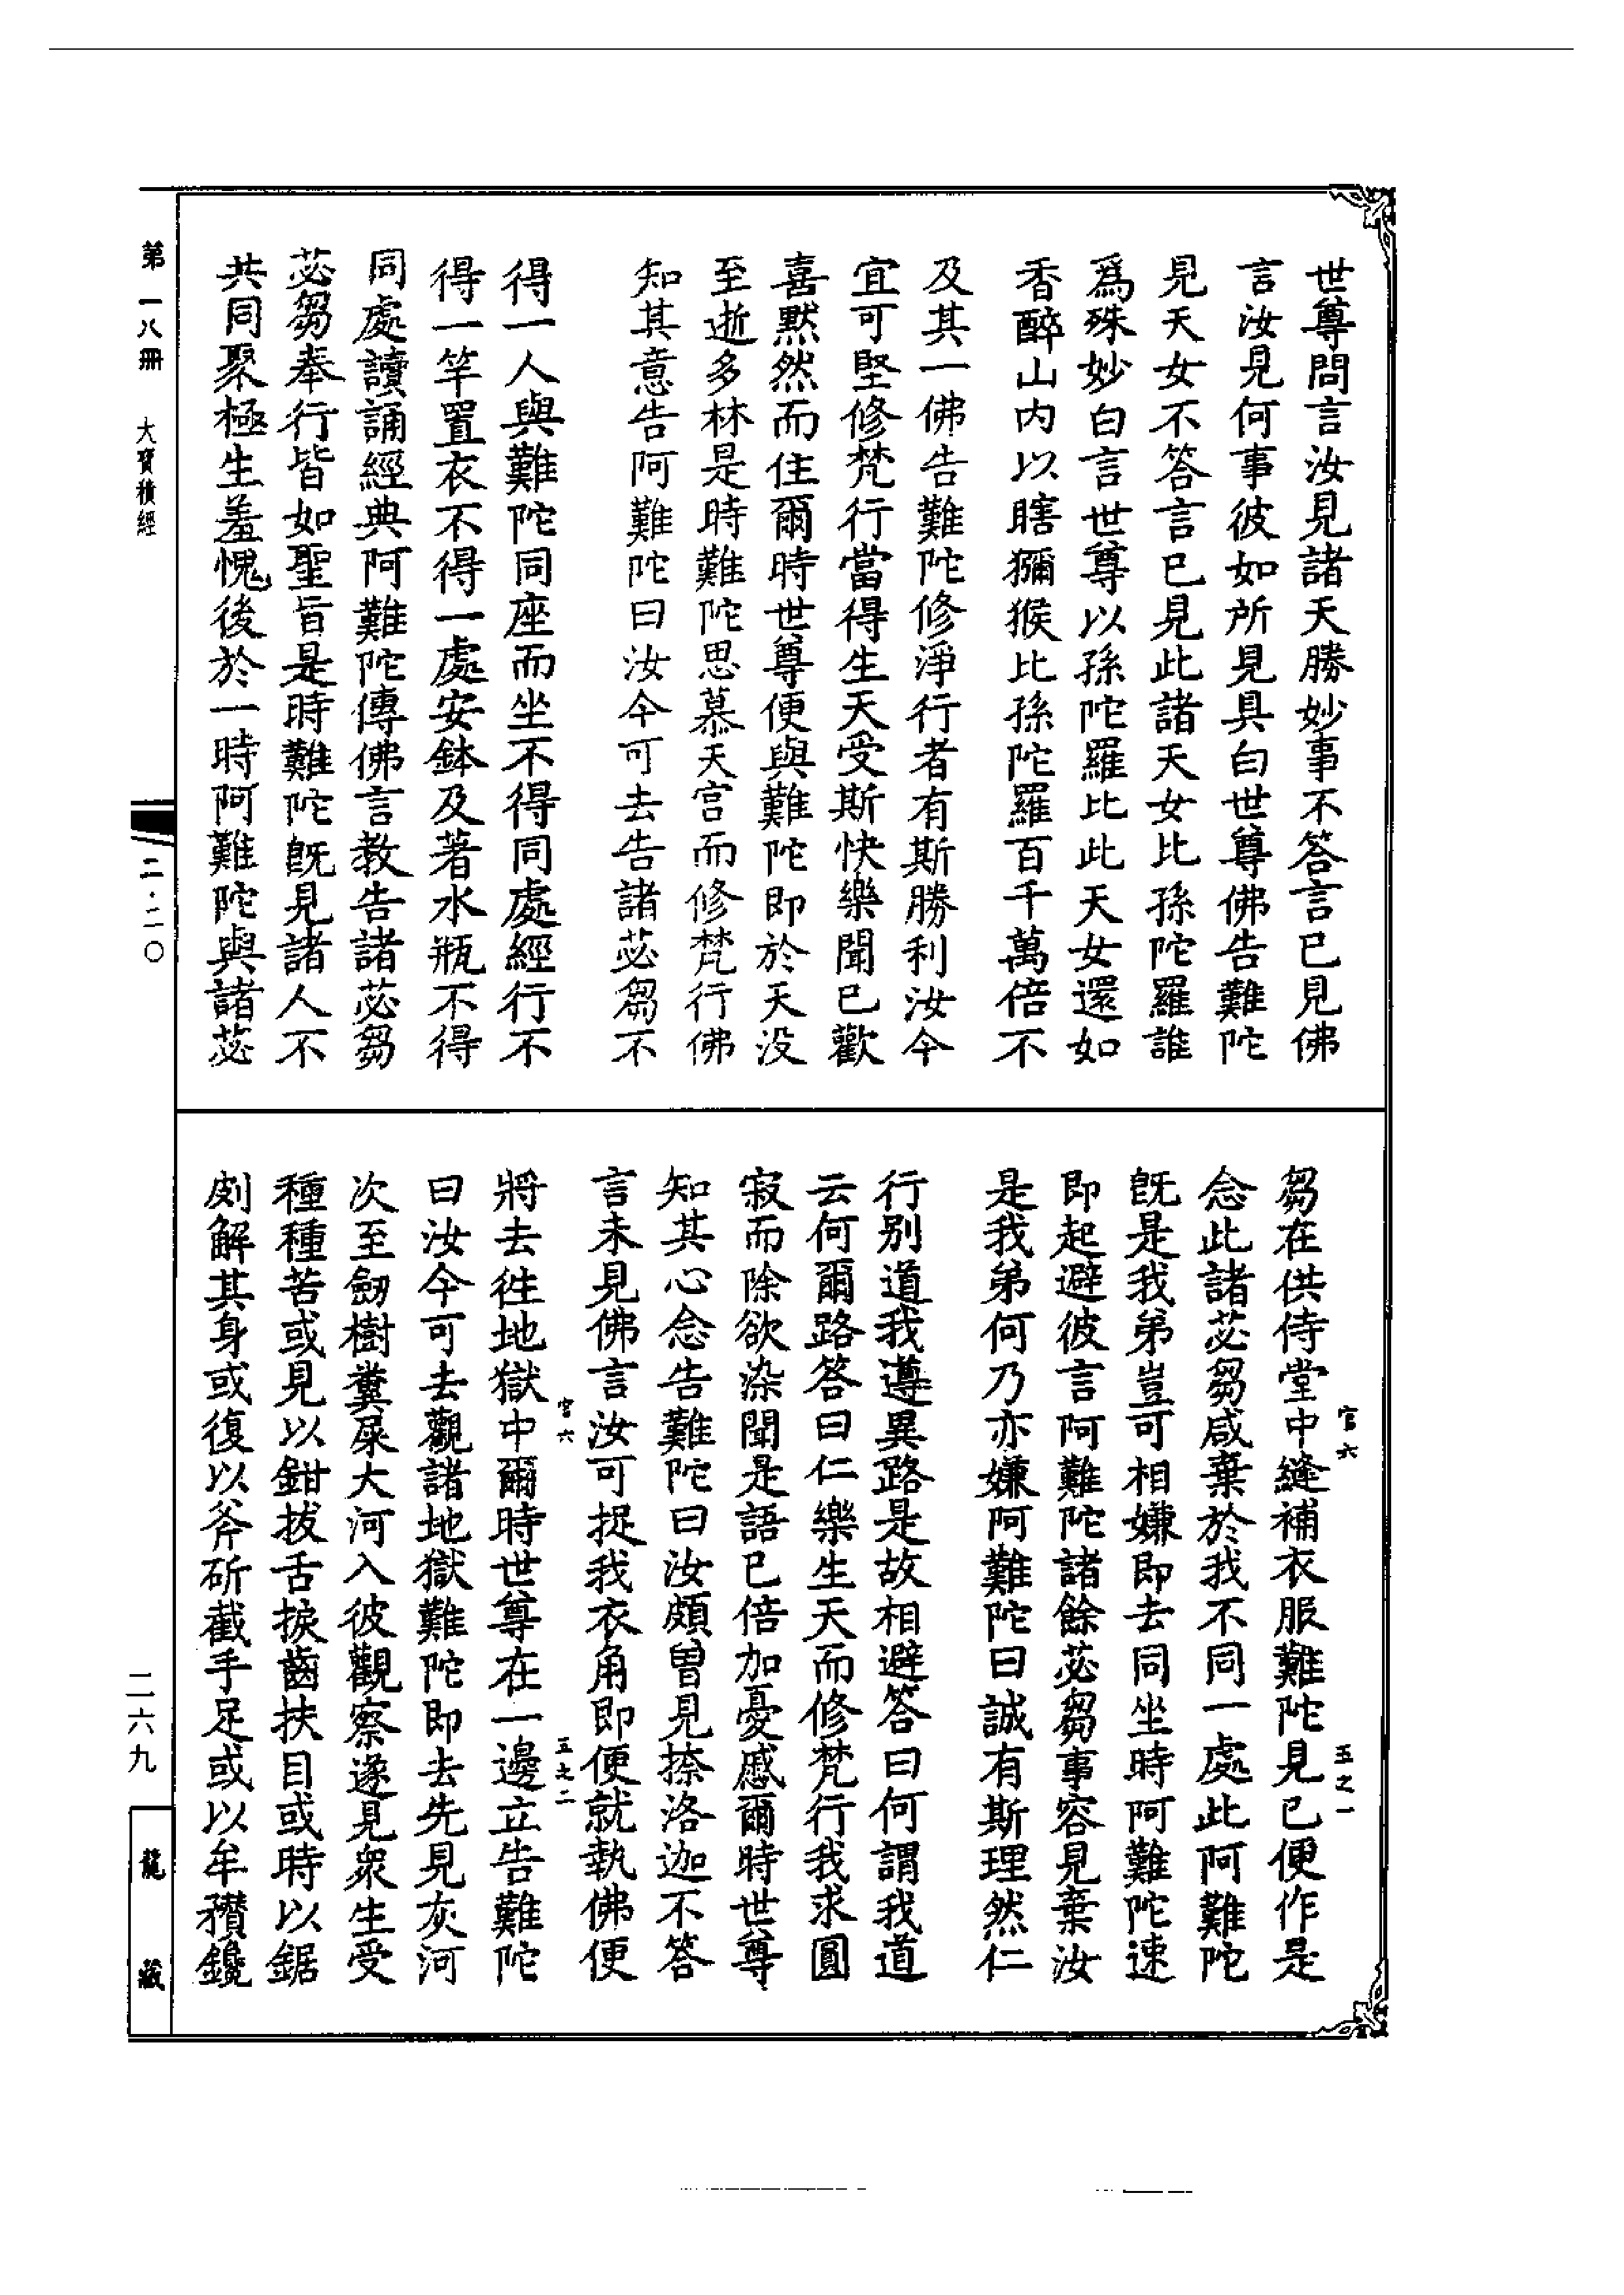 世尊問言汝見諸天勝妙事不答言已見佛
言汝見何事彼如所見具白世尊佛告難陀
見天女不答言已見此諸天女比孫陀羅誰
爲殊妙白言世尊以孫陀羅比此天女還如
香醉山内以瞎獼猴比孫陀羅百千萬倍不
及其一佛告難陀修淨行者有斯勝利汝今
宜可堅修梵行當得生天受斯快樂聞已歡
喜默然而住爾時世尊便與難陀即於天没
至逝多林是時難陀思慕天宫而修梵行佛
知其意告阿難陀曰汝今可去告諸苾芻不
得一人與難陀同座而坐不得同處經行不
得一竿置衣不得一處安鉢及著水瓶不得
同處讀誦經典阿難陀傳佛言教告諸苾芻
苾芻奉行皆如聖旨是時難陀旣見諸人不
共同聚極生羞愧後於一時阿難陀與諸苾
芻在供侍堂中縫補衣服難陀見已便作是
念此諸苾芻咸棄於我不同一處此阿難陀
旣是我弟豈可相嫌即去同坐時阿難陀速
即起避彼言阿難陀諸餘苾芻事容見棄汝
是我弟何乃亦嫌阿難陀曰誠有斯理然仁
行别道我遵異路是故相避答曰何謂我道
云何爾路答曰仁樂生天而修梵行我求圓
寂而除欲染聞是語已倍加憂慼爾時世尊
知其心念告難陀曰汝頗曾見捺洛迦不答
言未見佛言汝可捉我衣角即便就執佛便
將去徃地獄中爾時世尊在一邊立告難陀
曰汝今可去觀諸地獄難陀即去先見灰河
次至劒樹糞屎大河入彼觀察遂見衆生受
種種苦或見以鉗拔舌捩齒抉目或時以鋸
剫解其身或復以斧斫截手足或以牟穳鑱
官六
五之一
官六
五之二
第一八冊
大寶積經
二·二〇
二六九
龍藏